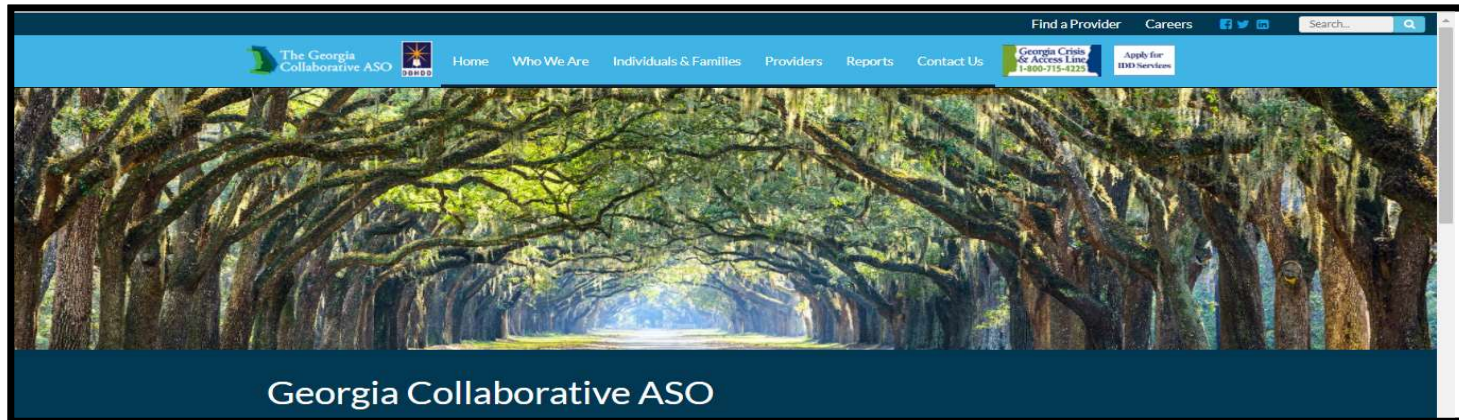 Find a Provider Careers Search...
The Georgia
Collaborative ASO
DBHDD
Home Who We Are Individuals & Families Providers Reports Contact Us
Georgia Crisis
& Access Line
1-800-715-4225
Apply for
IDD Services
Georgia Collaborative ASO